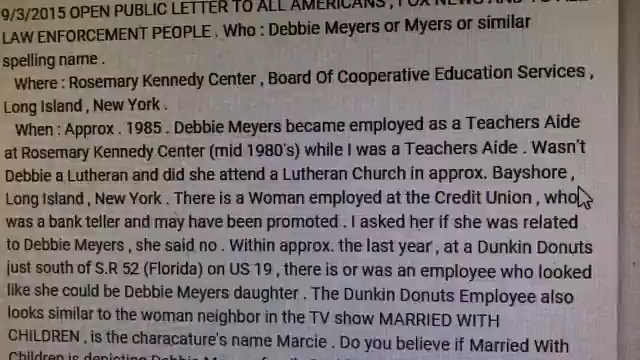 9/3/2015 OPEN PUBLIC LETTER TO ALL AMERICANS , FOX NEWS AND TO ALL
LAW ENFORCEMENT PEOPLE . Who : Debbie Meyers or Myers or similar
spelling name .
Where : Rosemary Kennedy Center , Board Of Cooperative Education Services ,
Long Island , New York .
When : Approx . 1985 . Debbie Meyers became employed as a Teachers Aide
at Rosemary Kennedy Center (mid 1980's) while I was a Teachers Aide . Wasn't
Debbie a Lutheran and did she attend a Lutheran Church in approx. Bayshore ,
Long Island , New York . There is a Woman employed at the Credit Union , who
was a bank teller and may have been promoted . I asked her if she was related
to Debbie Meyers , she said no . Within approx. the last year , at a Dunkin Donuts
just south of S.R 52 (Florida) on US 19 , there is or was an employee who looked
like she could be Debbie Meyers daughter . The Dunkin Donuts Employee also
looks similar to the woman neighbor in the TV show MARRIED WITH
CHILDREN , is the characature's name Marcie . Do you believe if Married With
Children is depicting Debbie Meyers